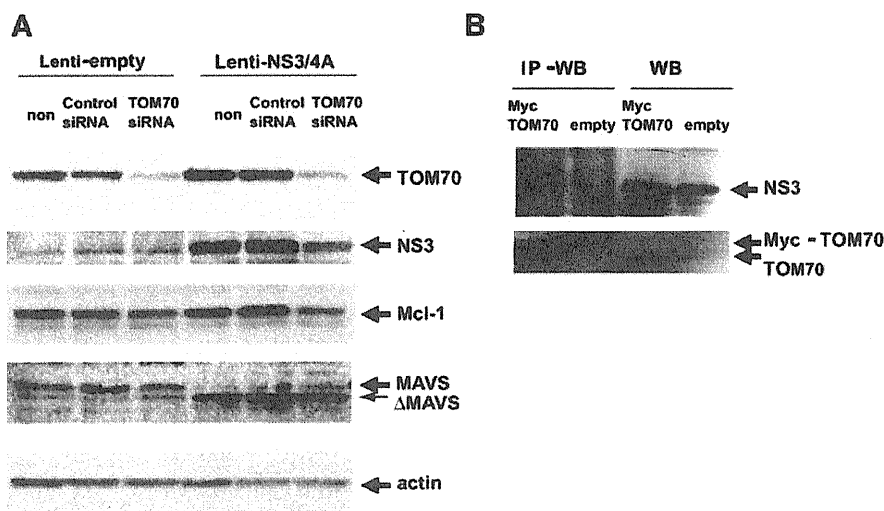 A
Lenti-empty
Lenti-NS3/4A
non
Control siRNA
TOM70 siRNA
non
Control siRNA
TOM70 siRNA
TOM70
NS3
Mcl-1
MAVS
ΔMAVS
actin
B
IP -WB
WB
Myc TOM70
empty
Myc TOM70
empty
NS3
Myc - TOM70
TOM70